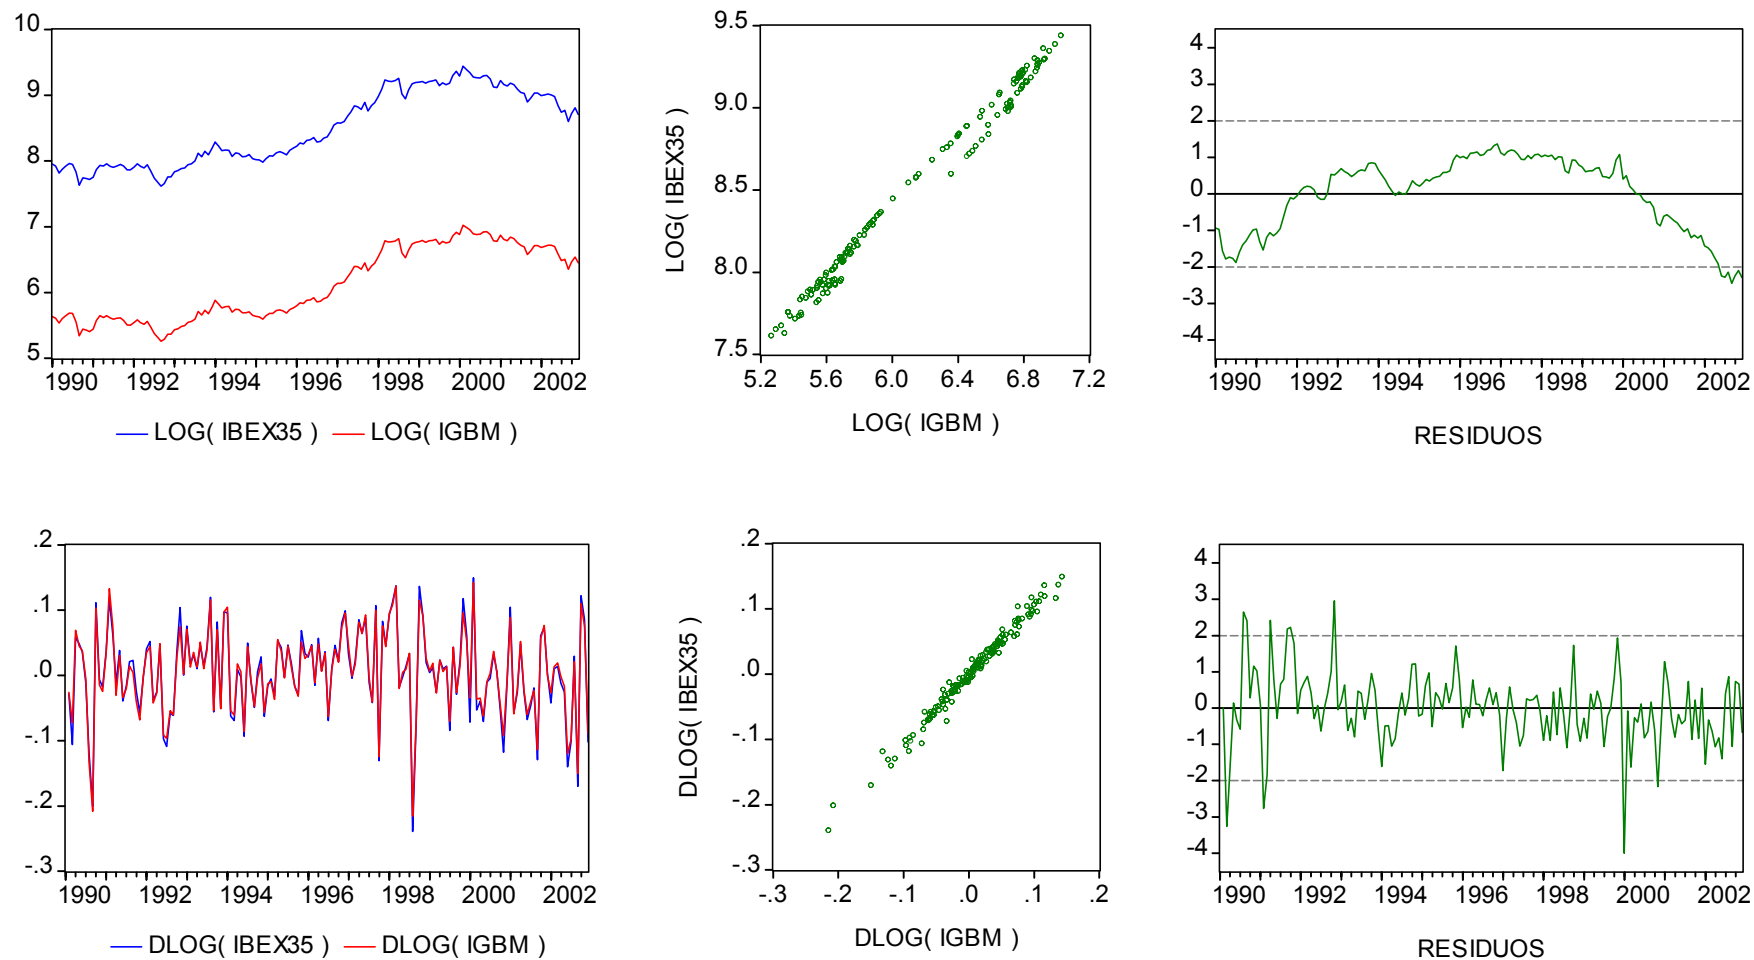 10
9
8
7
6
5
1990 1992 1994 1996 1998 2000 2002
LOG( IBEX35 ) LOG( IGBM )
9.5
9.0
8.5
8.0
7.5
LOG( IBEX35 )
5.2 5.6 6.0 6.4 6.8 7.2
LOG( IGBM )
4
3
2
1
0
-1
-2
-3
-4
1990 1992 1994 1996 1998 2000 2002
RESIDUOS
.2
.1
.0
-.1
-.2
-.3
1990 1992 1994 1996 1998 2000 2002
DLOG( IBEX35 ) DLOG( IGBM )
.2
.1
.0
-.1
-.2
-.3
DLOG( IBEX35 )
-.3 -.2 -.1 .0 .1 .2
DLOG( IGBM )
4
3
2
1
0
-1
-2
-3
-4
1990 1992 1994 1996 1998 2000 2002
RESIDUOS